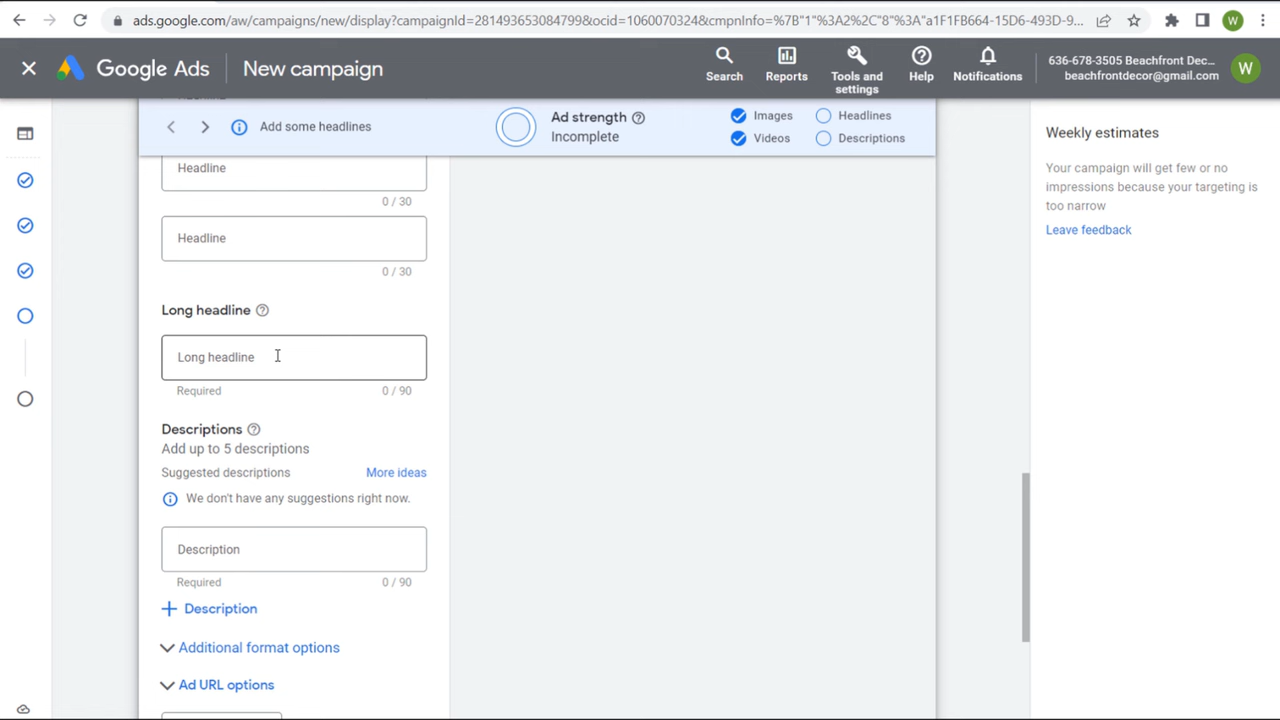 ads.google.com/aw/campaigns/new/display?campaignId=281493653084799&ocid=1060070324&cmpnInfo=%7B"1"%3A2%2C"8"%3A"a1F1FB664-15D6-493D-9...
W
Google Ads
New campaign
Search
Reports
Tools and settings
Help
Notifications
636-678-3505 Beachfront Dec...
beachfrontdecor@gmail.com
W
Add some headlines
Ad strength
Incomplete
Images
Headlines
Videos
Descriptions
Headline
0 / 30
Headline
0 / 30
Long headline
Long headline
Required
0 / 90
Descriptions
Add up to 5 descriptions
Suggested descriptions
More ideas
We don't have any suggestions right now.
Description
Required
0 / 90
+ Description
Additional format options
Ad URL options
Weekly estimates
Your campaign will get few or no
impressions because your targeting is
too narrow
Leave feedback